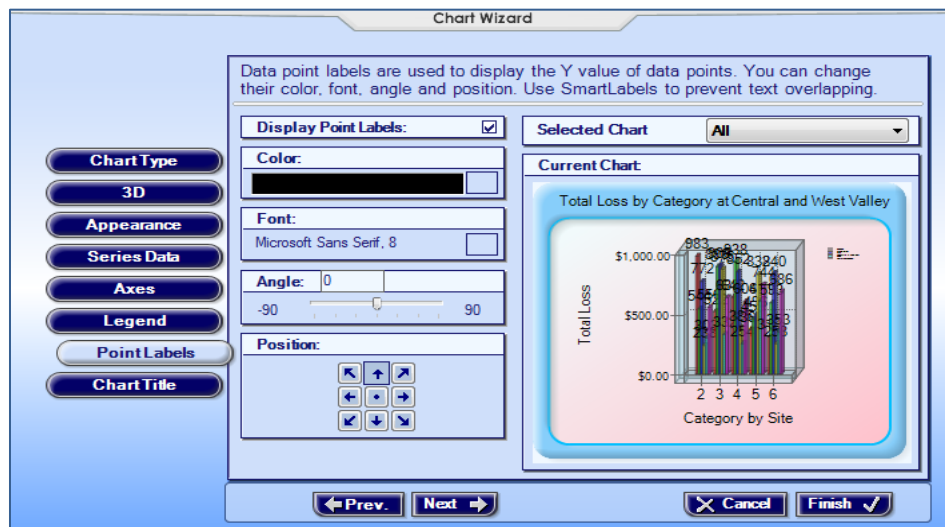 Chart Wizard
Data point labels are used to display the Y value of data points. You can change
their color, font, angle and position. Use SmartLabels to prevent text overlapping.
Chart Type
3D
Appearance
Series Data
Axes
Legend
Point Labels
Chart Title
Display Point Labels:
Color:
Font:
Microsoft Sans Serif, 8
Angle: 0
-90 90
Position:
Selected Chart All
Current Chart:
Total Loss by Category at Central and West Valley
Total Loss
$1,000.00
$500.00
$0.00
983
772
2 3 4 5 6
Category by Site
Prev.
Next
Cancel
Finish